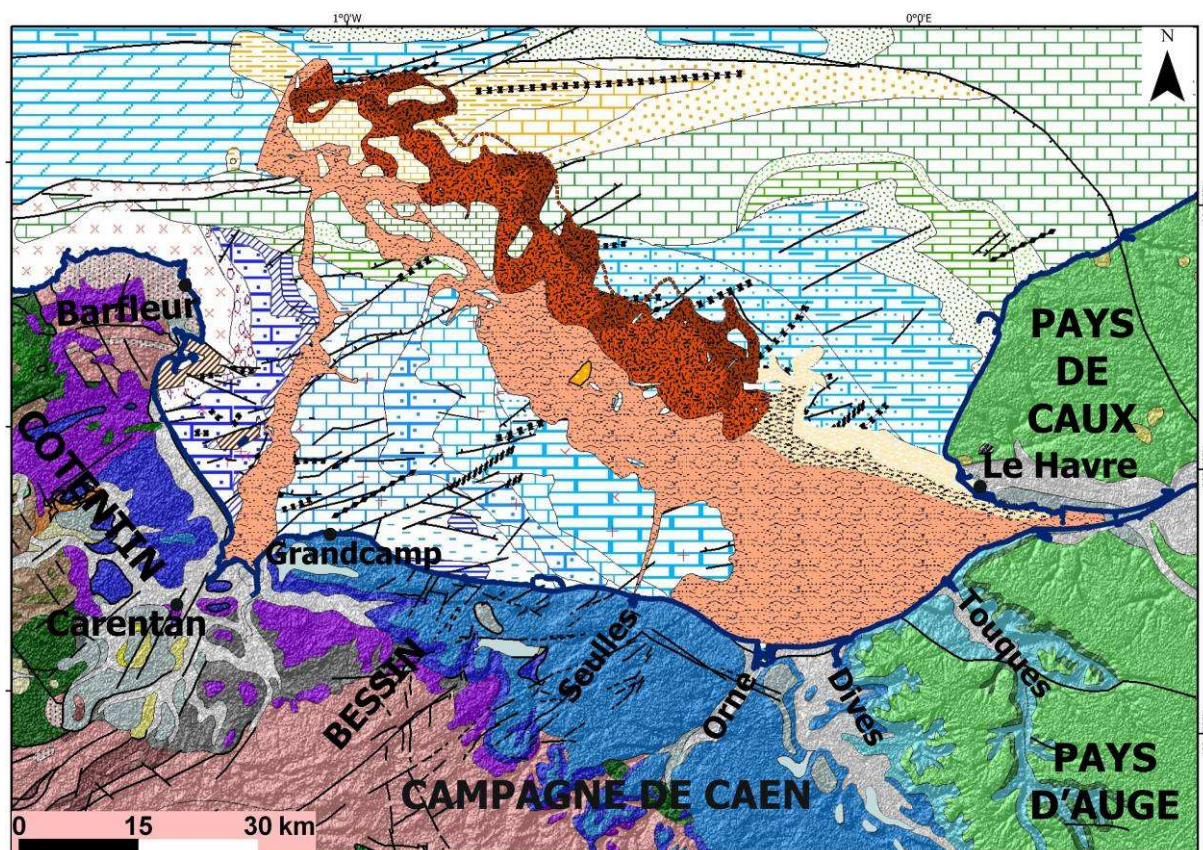 1°0'W
0°0'E
N
Barfleur
PAYS
DE
CAUX
Le Havre
COTENTIN
Grandcamp
Carentan
BESSIN
Seulles
Orne
Dives
Touques
CAMPAGNE DE CAEN
PAYS
D'AUGE
0 15 30 km